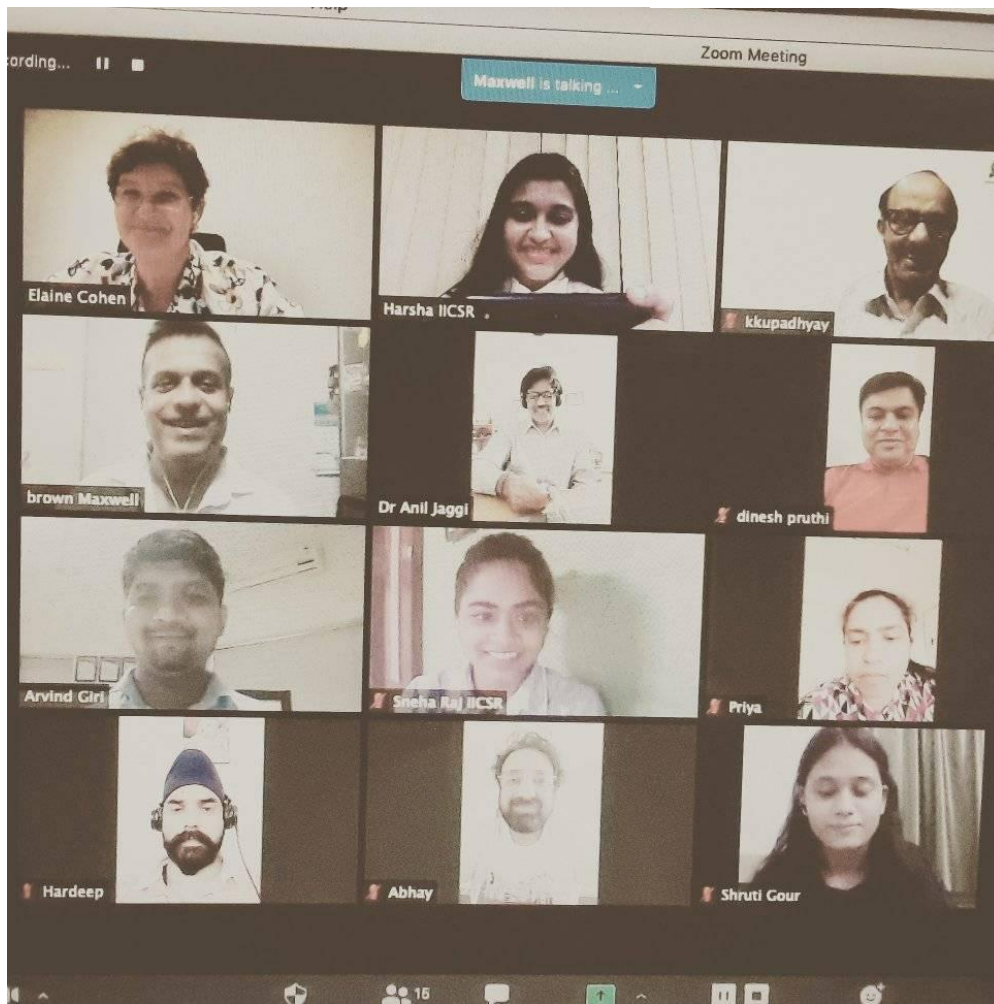 Help
Zoom Meeting
cording...
Maxwell is talking ...
Elaine Cohen
Harsha IICSR
kkupadhyay
brown Maxwell
Dr Anil Jaggi
dinesh pruthi
Arvind Giri
Sneha Raj IICSR
Priya
Hardeep
Abhay
Shruti Gour
15